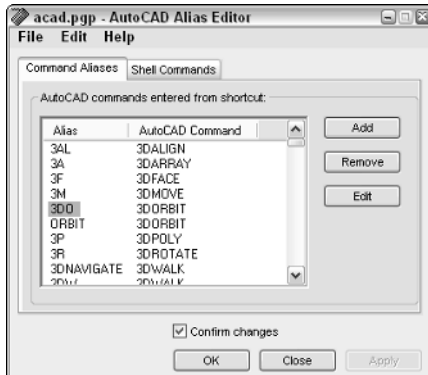 acad.pgp - AutoCAD Alias Editor
File Edit Help
Command Aliases Shell Commands
AutoCAD commands entered from shortcut:
Alias AutoCAD Command
3AL 3DALIGN
3A 3DARRAY
3F 3DFACE
3M 3DMOVE
3DO 3DORBIT
ORBIT 3DORBIT
3P 3DPOLY
3R 3DROTATE
3DNAVIGATE 3DWALK
3DW 3DWALK
Add
Remove
Edit
Confirm changes
OK Close Apply